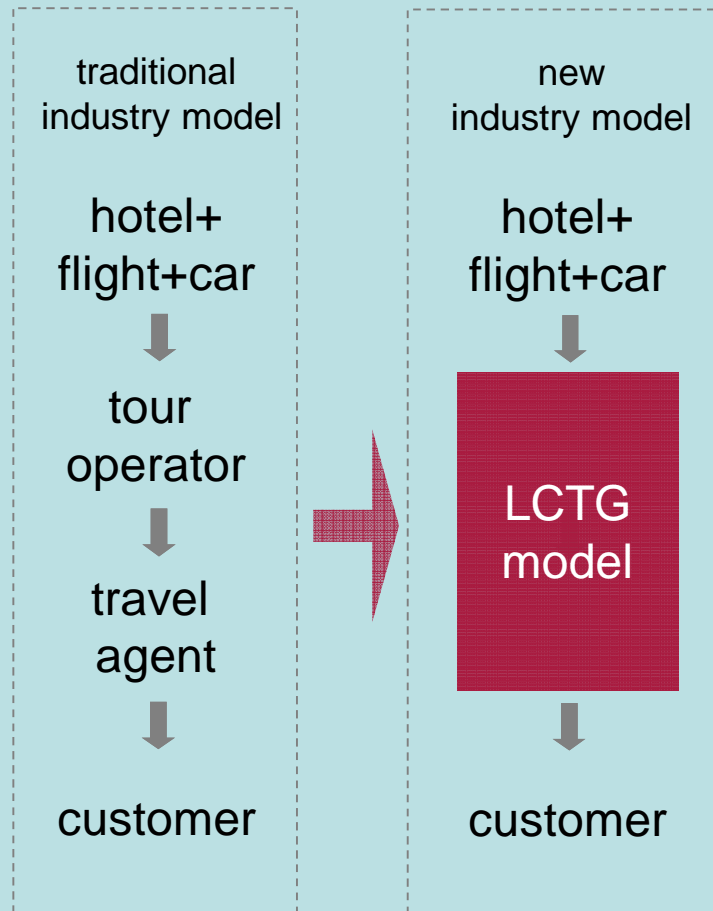 traditional
industry model
hotel+
flight+car
tour
operator
travel
agent
customer
new
industry model
hotel+
flight+car
LCTG
model
customer